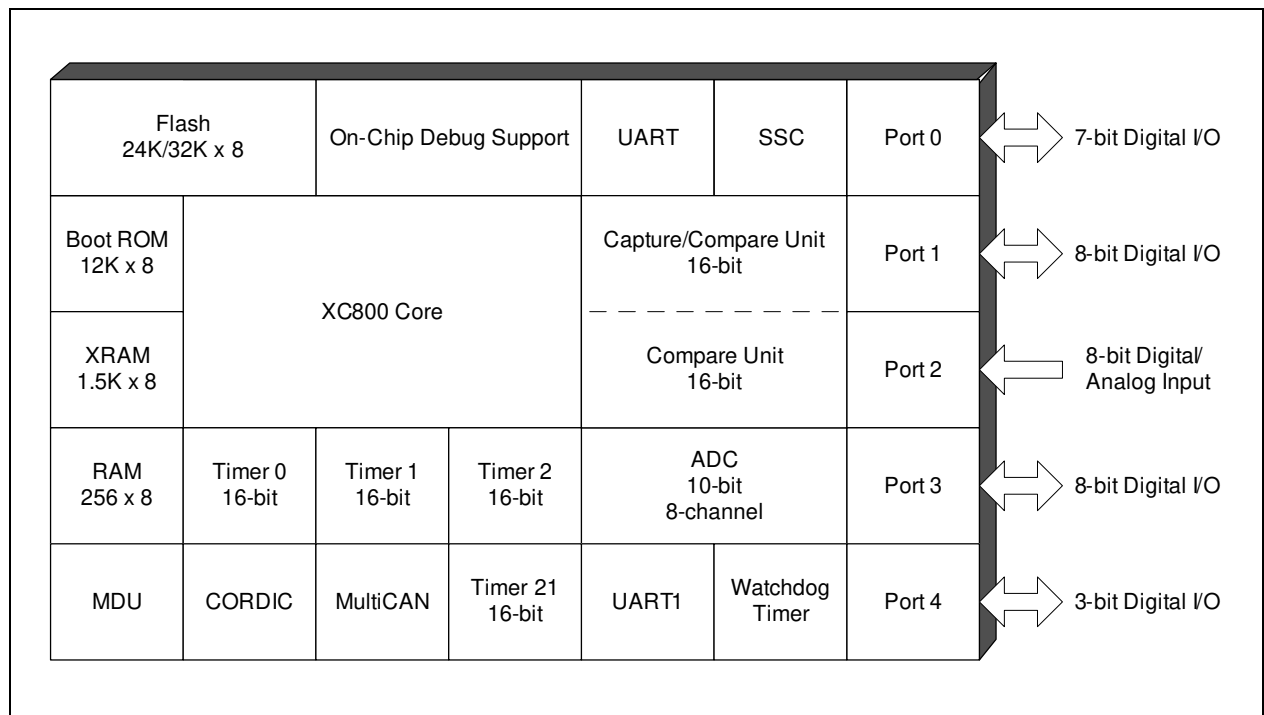 Flash
24K/32K x 8
On-Chip Debug Support
UART
SSC
Port 0
7-bit Digital I/O
Boot ROM
12K x 8
XC800 Core
Capture/Compare Unit
16-bit
Port 1
8-bit Digital I/O
XRAM
1.5K x 8
Compare Unit
16-bit
Port 2
8-bit Digital/
Analog Input
RAM
256 x 8
Timer 0
16-bit
Timer 1
16-bit
Timer 2
16-bit
ADC
10-bit
8-channel
Port 3
8-bit Digital I/O
MDU
CORDIC
MultiCAN
Timer 21
16-bit
UART1
Watchdog
Timer
Port 4
3-bit Digital I/O